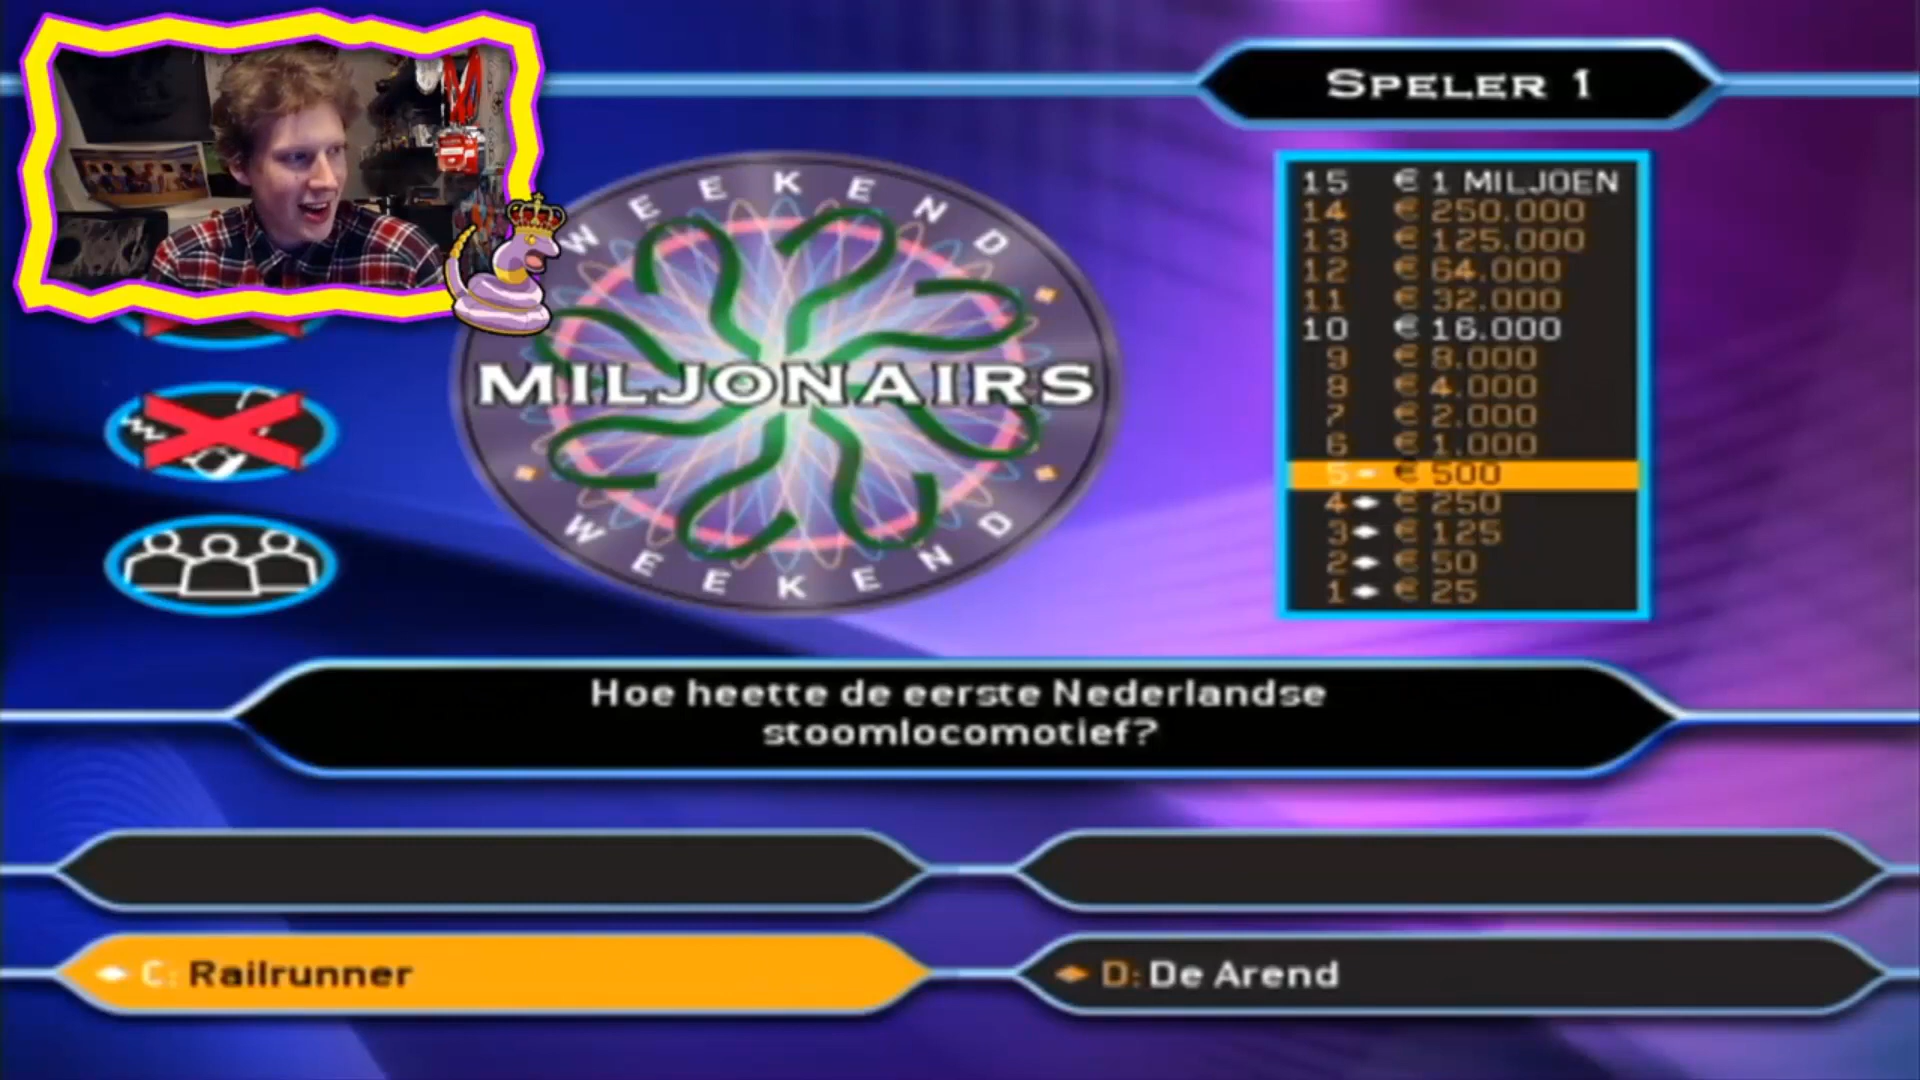 SPELER 1
WEEKEND
MILJONAIRS
WEEKEND
15 € 1 MILJOEN
14 € 250.000
13 € 125.000
12 € 64.000
11 € 32.000
10 € 16.000
9 € 8.000
8 € 4.000
7 € 2.000
6 € 1.000
5 € 500
4 € 250
3 € 125
2 € 50
1 € 25
Hoe heette de eerste Nederlandse
stoomlocomotief?
C: Railrunner
D: De Arend